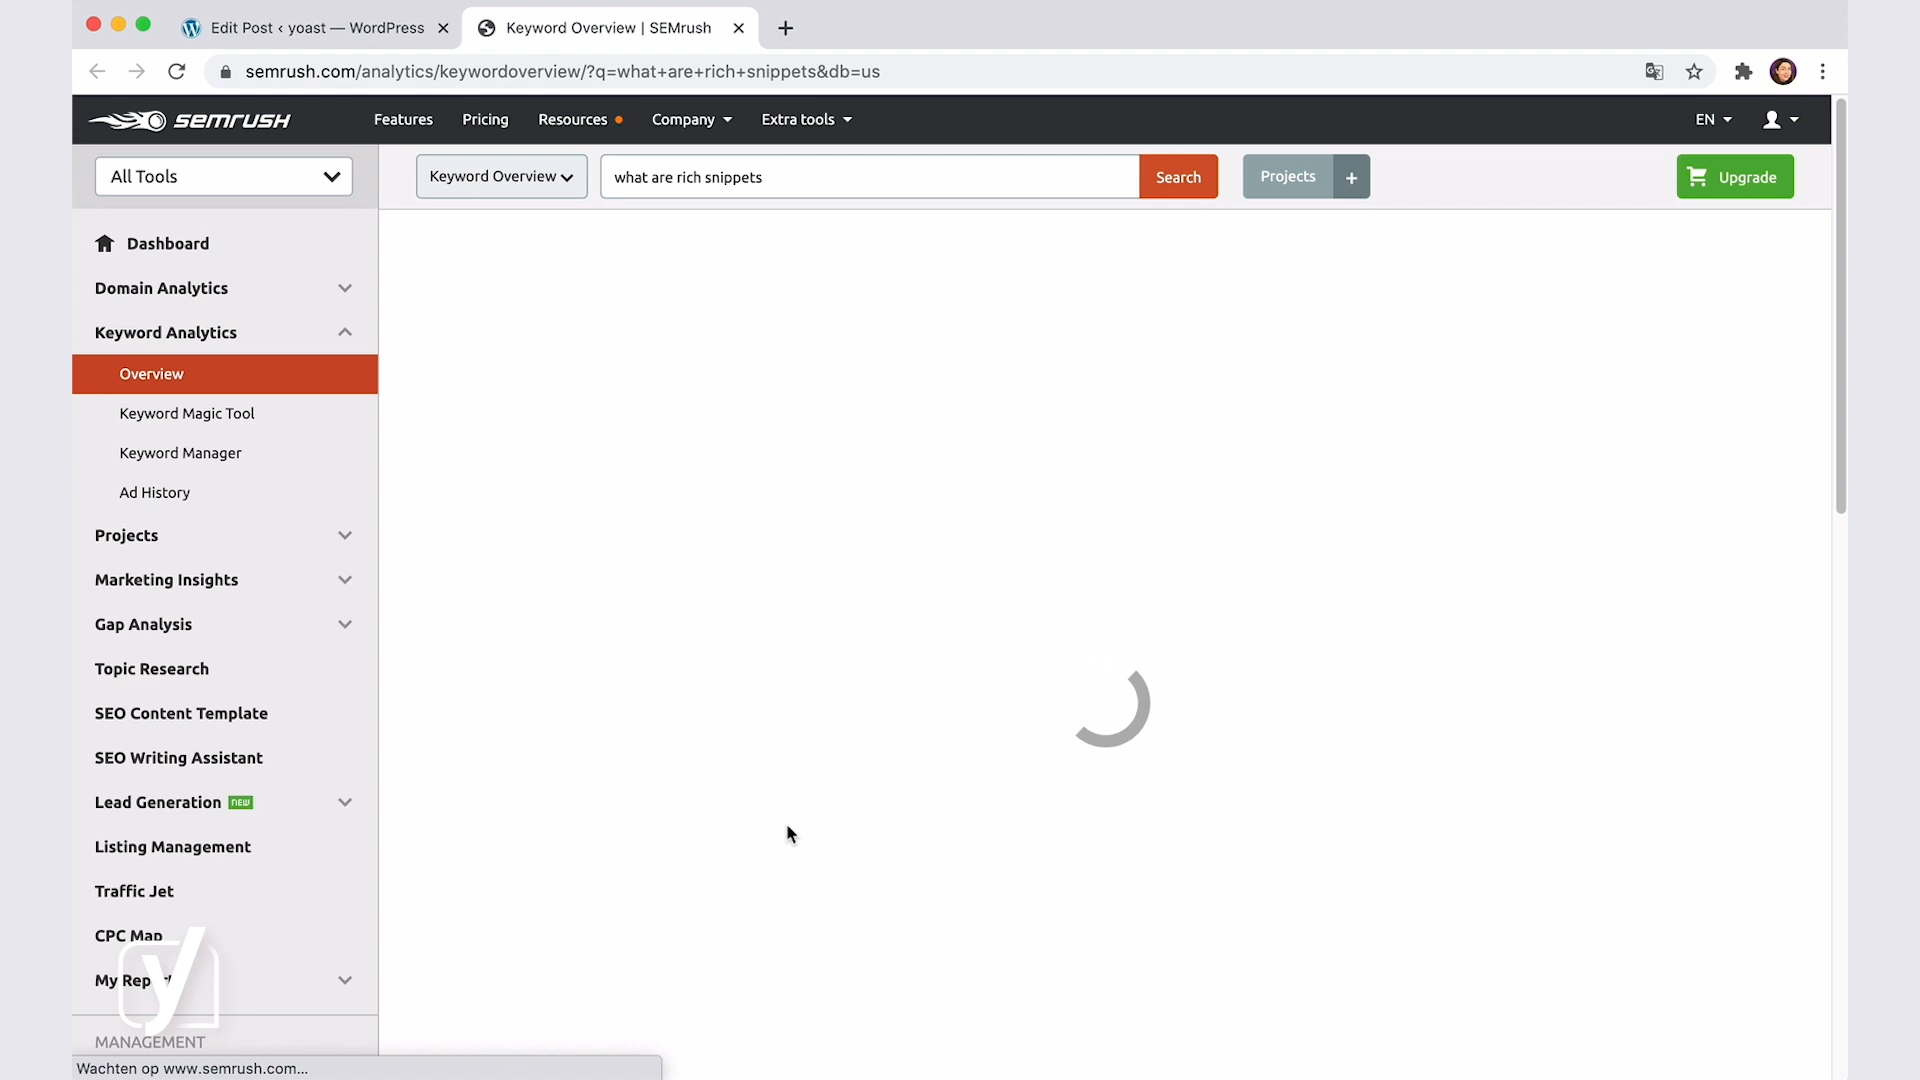 Edit Post ‹ yoast — WordPress
Keyword Overview | SEMrush
semrush.com/analytics/keywordoverview/?q=what+are+rich+snippets&db=us
semrush
Features
Pricing
Resources
Company
Extra tools
EN
All Tools
Keyword Overview
what are rich snippets
Search
Projects
+
Upgrade
Dashboard
Domain Analytics
Keyword Analytics
Overview
Keyword Magic Tool
Keyword Manager
Ad History
Projects
Marketing Insights
Gap Analysis
Topic Research
SEO Content Template
SEO Writing Assistant
Lead Generation new
Listing Management
Traffic Jet
CPC Map
My Report
y
MANAGEMENT
Wachten op www.semrush.com...